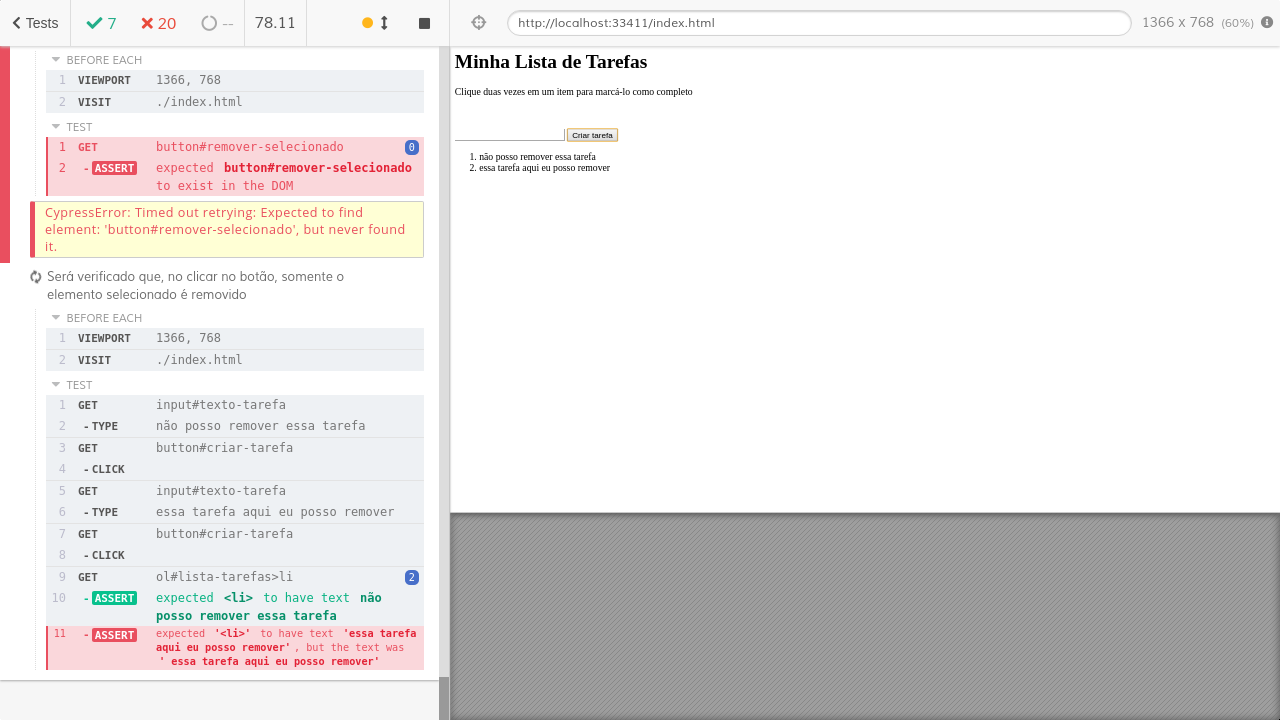 Tests 7 20 -- 78.11 http://localhost:33411/index.html 1366 x 768 (60%)
BEFORE EACH
1 VIEWPORT 1366, 768
2 VISIT ./index.html
TEST
1 GET button#remover-selecionado 0
2 - ASSERT expected button#remover-selecionado
to exist in the DOM
CypressError: Timed out retrying: Expected to find
element: 'button#remover-selecionado', but never found
it.
Será verificado que, no clicar no botão, somente o
elemento selecionado é removido
BEFORE EACH
1 VIEWPORT 1366, 768
2 VISIT ./index.html
TEST
1 GET input#texto-tarefa
2 - TYPE não posso remover essa tarefa
3 GET button#criar-tarefa
4 - CLICK
5 GET input#texto-tarefa
6 - TYPE essa tarefa aqui eu posso remover
7 GET button#criar-tarefa
8 - CLICK
9 GET ol#lista-tarefas>li 2
10 - ASSERT expected <li> to have text não
posso remover essa tarefa
11 - ASSERT expected '<li>' to have text 'essa tarefa
aqui eu posso remover', but the text was
' essa tarefa aqui eu posso remover'
Minha Lista de Tarefas
Clique duas vezes em um item para marcá-lo como completo
Criar tarefa
1. não posso remover essa tarefa
2. essa tarefa aqui eu posso remover